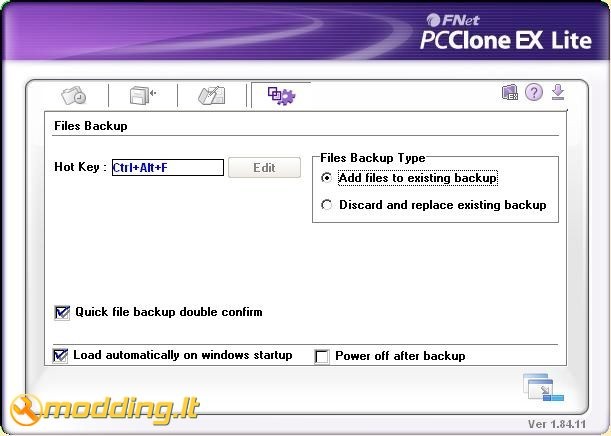 FNet
PCClone EX Lite
Files Backup
Hot Key : Ctrl+Alt+F Edit
Files Backup Type
Add files to existing backup
Discard and replace existing backup
Quick file backup double confirm
Load automatically on windows startup Power off after backup
modding.lt
Ver 1.84.11